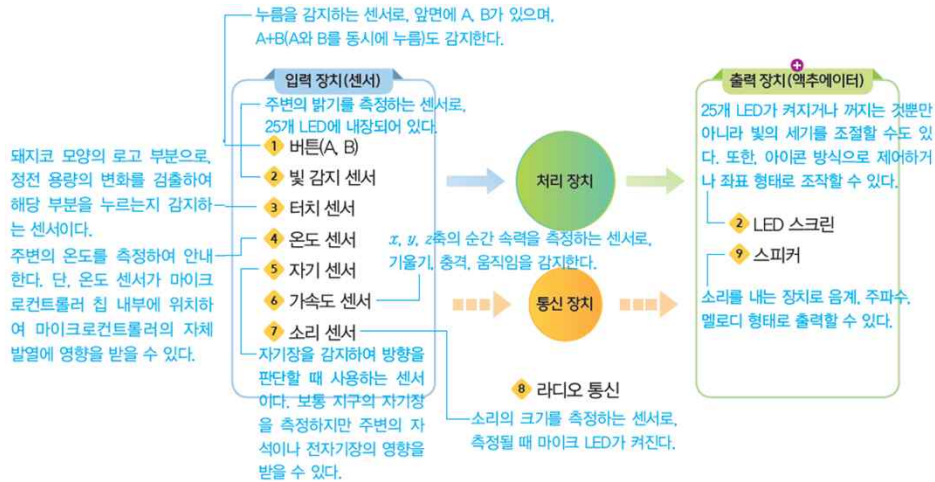 누름을 감지하는 센서로, 앞면에 A, B가 있으며,
A+B(A와 B를 동시에 누름)도 감지한다.
입력 장치(센서)
주변의 밝기를 측정하는 센서로,
25개 LED에 내장되어 있다.
1 버튼(A, B)
2 빛 감지 센서
3 터치 센서
4 온도 센서
5 자기 센서
6 가속도 센서
7 소리 센서
돼지코 모양의 로고 부분으로,
정전 용량의 변화를 검출하여
해당 부분을 누르는지 감지하
는 센서이다.
주변의 온도를 측정하여 안내
한다. 단, 온도 센서가 마이크
로컨트롤러 칩 내부에 위치하
여 마이크로컨트롤러의 자체
발열에 영향을 받을 수 있다.
자기장을 감지하여 방향을
판단할 때 사용하는 센서
이다. 보통 지구의 자기장
을 측정하지만 주변의 자
석이나 전자기장의 영향을
받을 수 있다.
처리 장치
x, y, z축의 순간 속력을 측정하는 센서로,
기울기, 충격, 움직임을 감지한다.
통신 장치
8 라디오 통신
소리의 크기를 측정하는 센서로,
측정될 때 마이크 LED가 켜진다.
출력 장치(액추에이터)
25개 LED가 켜지거나 꺼지는 것뿐만
아니라 빛의 세기를 조절할 수도 있
다. 또한, 아이콘 방식으로 제어하거
나 좌표 형태로 조작할 수 있다.
2 LED 스크린
9 스피커
소리를 내는 장치로 음계, 주파수,
멜로디 형태로 출력할 수 있다.